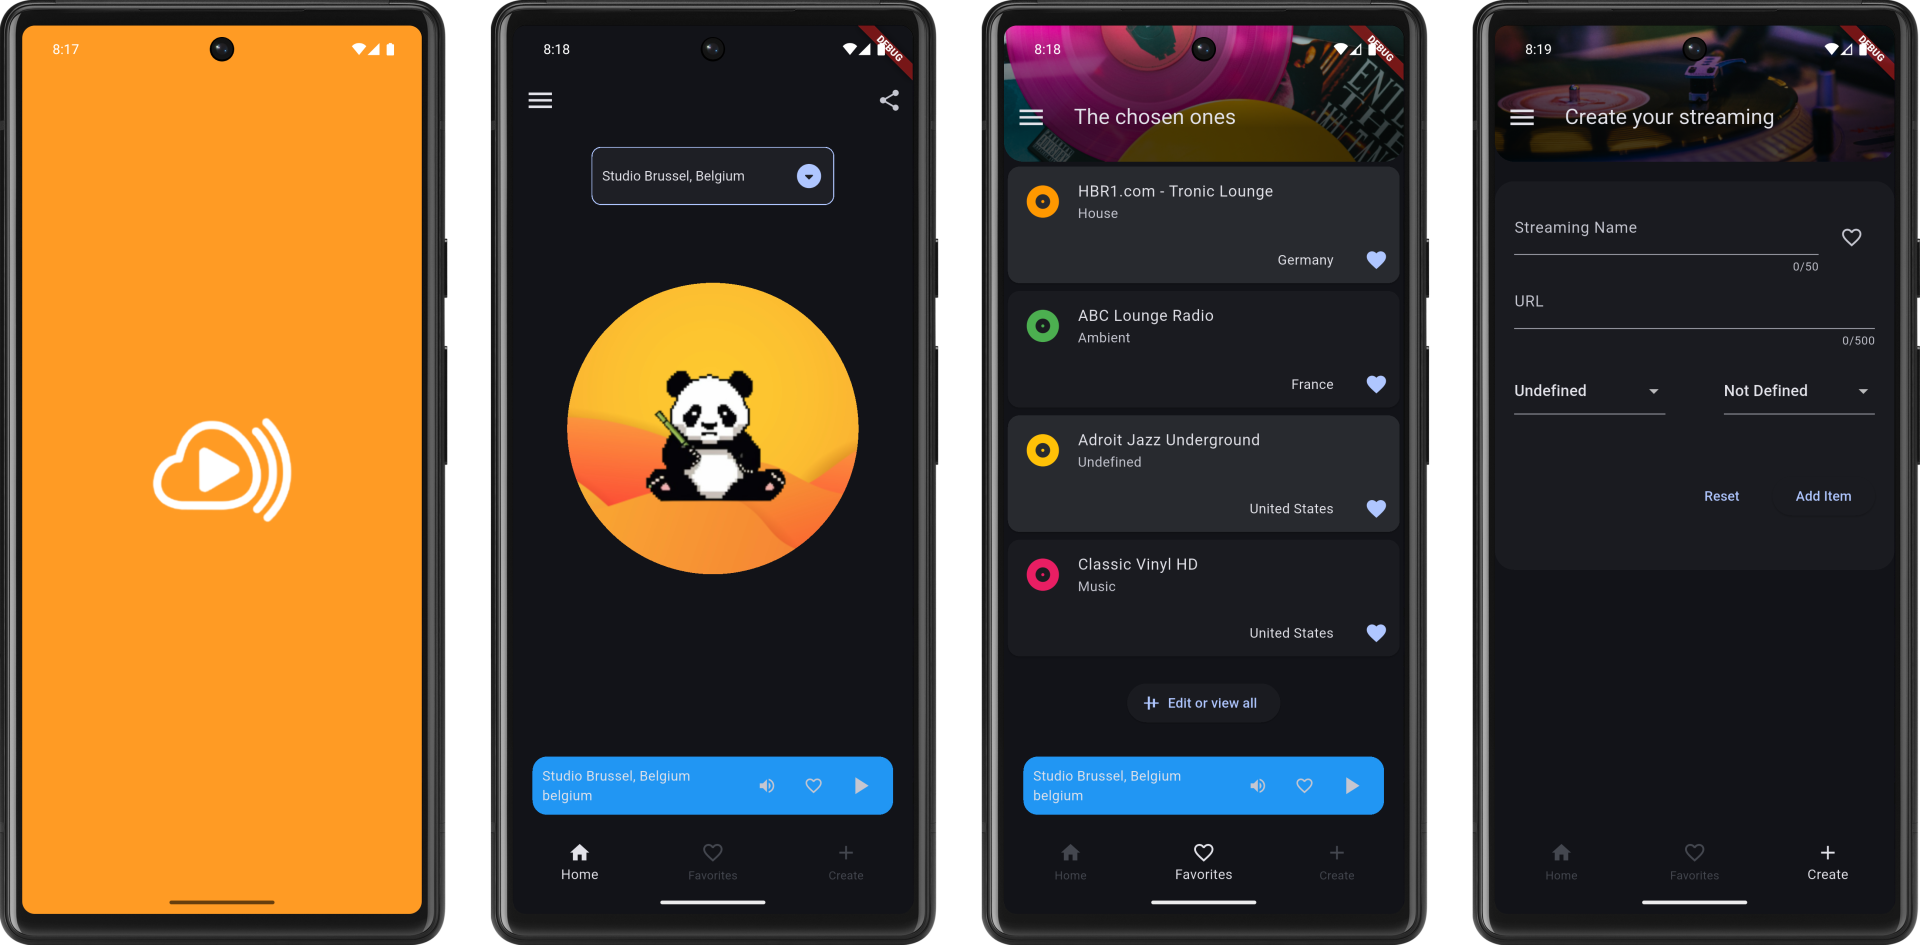 8:17
8:18
DEBUG
Studio Brussel, Belgium
Studio Brussel, Belgium
belgium
Home
Favorites
Create
8:18
DEBUG
The chosen ones
HBR1.com - Tronic Lounge
House
Germany
ABC Lounge Radio
Ambient
France
Adroit Jazz Underground
Undefined
United States
Classic Vinyl HD
Music
United States
Edit or view all
Studio Brussel, Belgium
belgium
Home
Favorites
Create
8:19
DEBUG
Create your streaming
Streaming Name
0/50
URL
0/500
Undefined
Not Defined
Reset
Add Item
Home
Favorites
Create